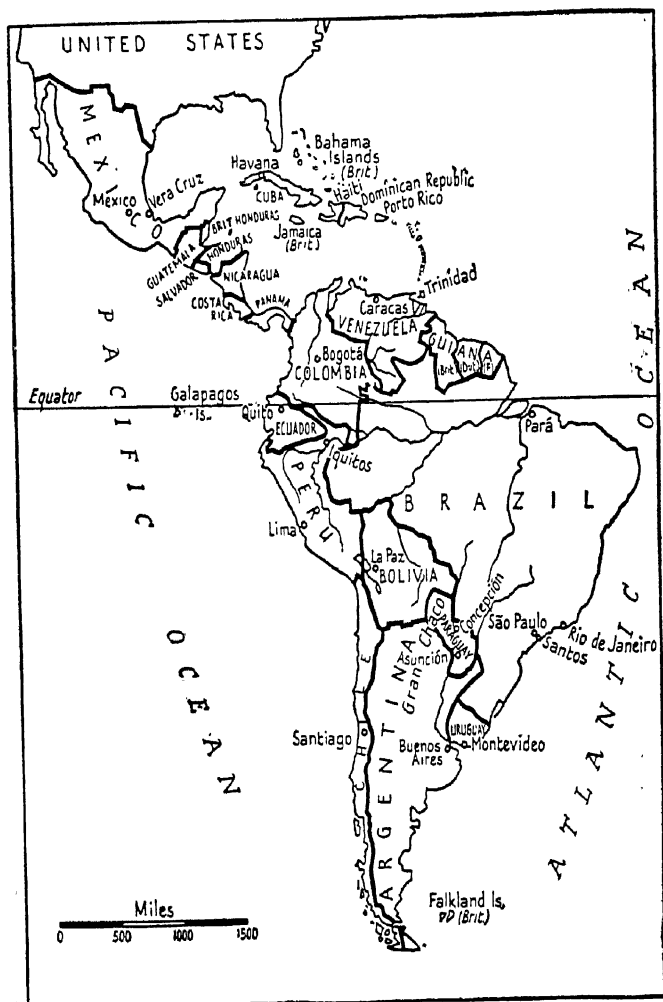 UNITED STATES
MEXICO
Bahama
Islands
(Brit.)
Havana
CUBA
Haiti
Dominican Republic
Porto Rico
Mexico
Vera Cruz
BRIT HONDURAS
Jamaica
(Brit)
HONDURAS
GUATEMALA
SALVADOR
NICARAGUA
COSTA
RICA
PANAMA
Trinidad
Caracas
VENEZUELA
GUIANA
(Brit)
(Dut)
(F)
Bogotá
COLOMBIA
PACIFIC
OCEAN
Equator
Galapagos
Is.
Quito
ECUADOR
Iquitos
Pará
PERU
BRAZIL
Lima
La Paz
BOLIVIA
Gran Chaco
PARAGUAY
Concepción
São Paulo
Rio de Janeiro
Santos
Asunción
CHILE
ARGENTINA
Santiago
URUGUAY
Buenos
Aires
Montevideo
ATLANTIC
OCEAN
Falkland Is.
(Brit.)
Miles
0 500 1000 1500